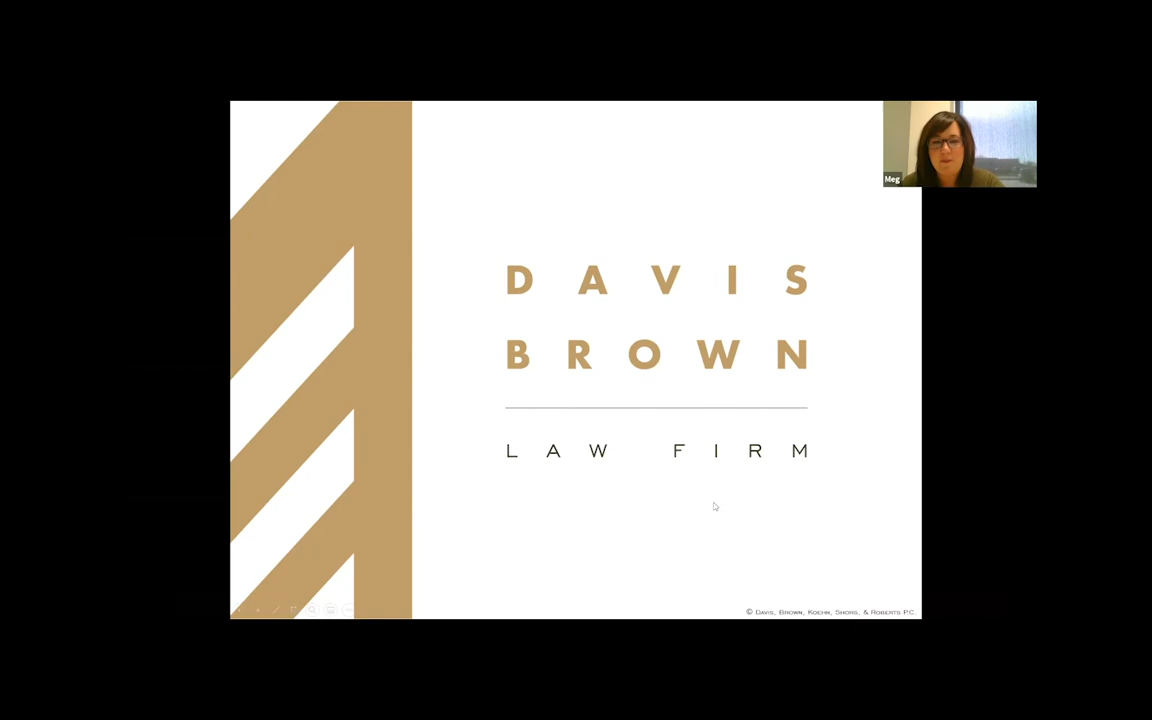 Meg
DAVIS
BROWN
LAW FIRM
© Davis, Brown, Koehn, Shors, & Roberts P.C.